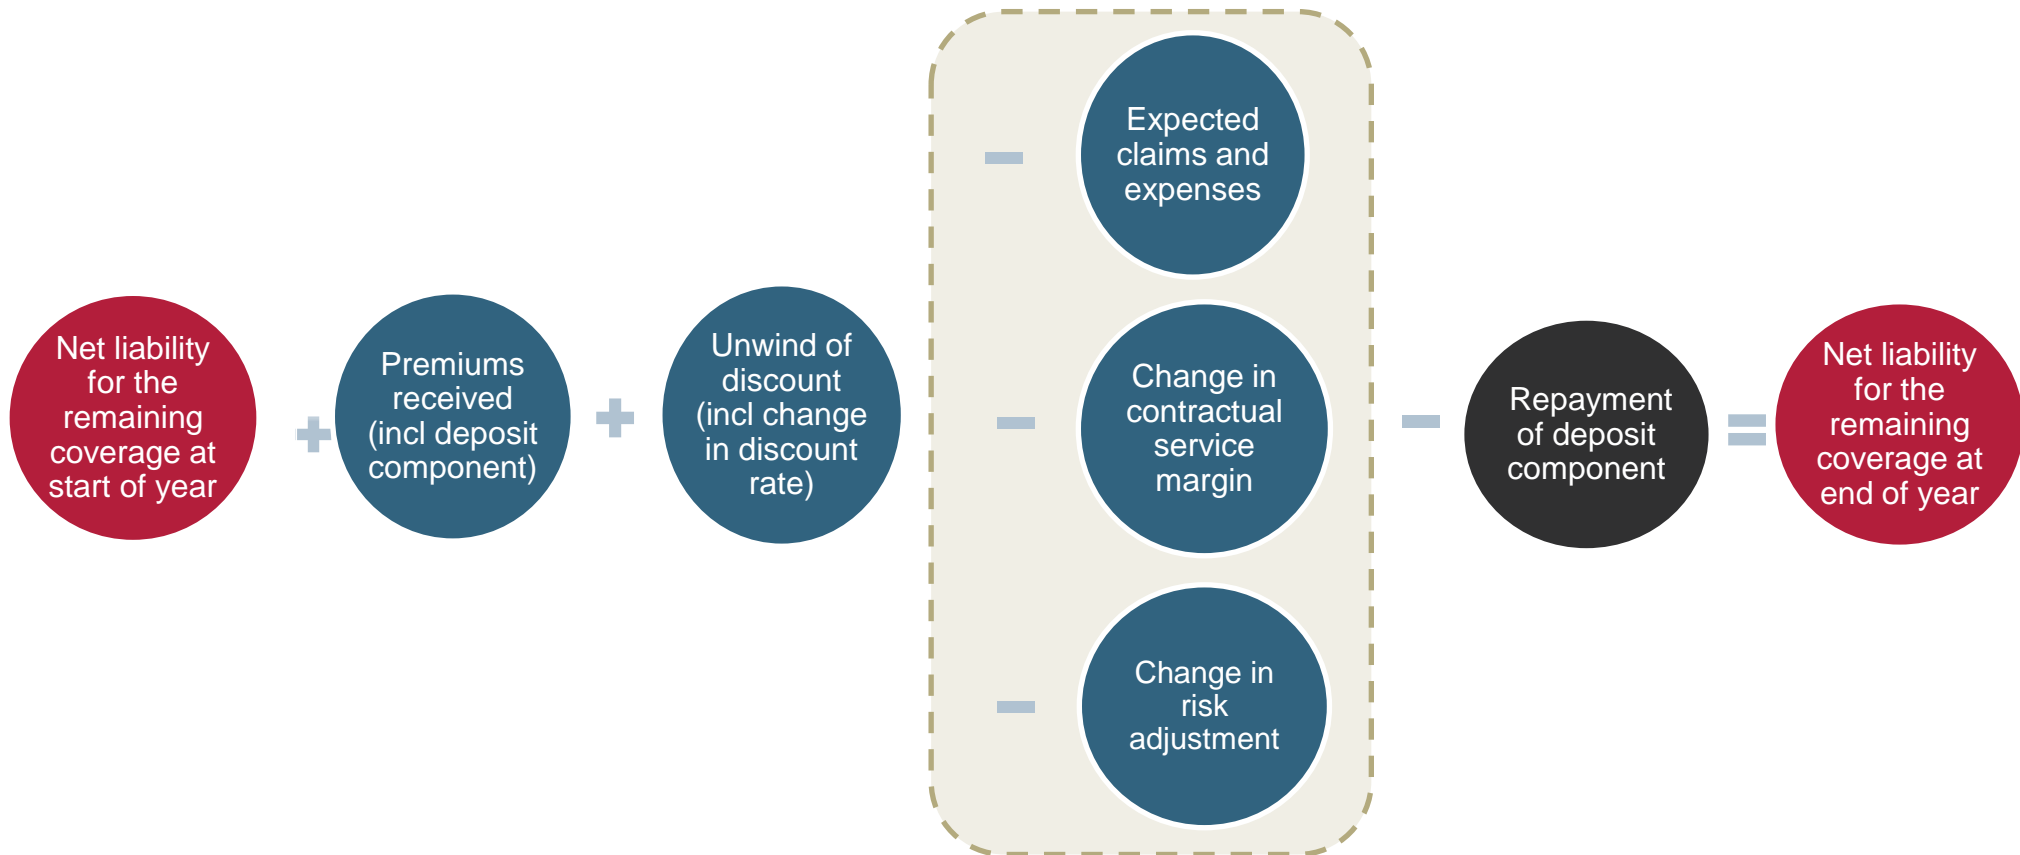 Net liability
for the
remaining
coverage at
start of year
+
Premiums
received
(incl deposit
component)
+
Unwind of
discount
(incl change
in discount
rate)
-
Expected
claims and
expenses
-
Change in
contractual
service
margin
-
Change in
risk
adjustment
-
Repayment
of deposit
component
=
Net liability
for the
remaining
coverage at
end of year